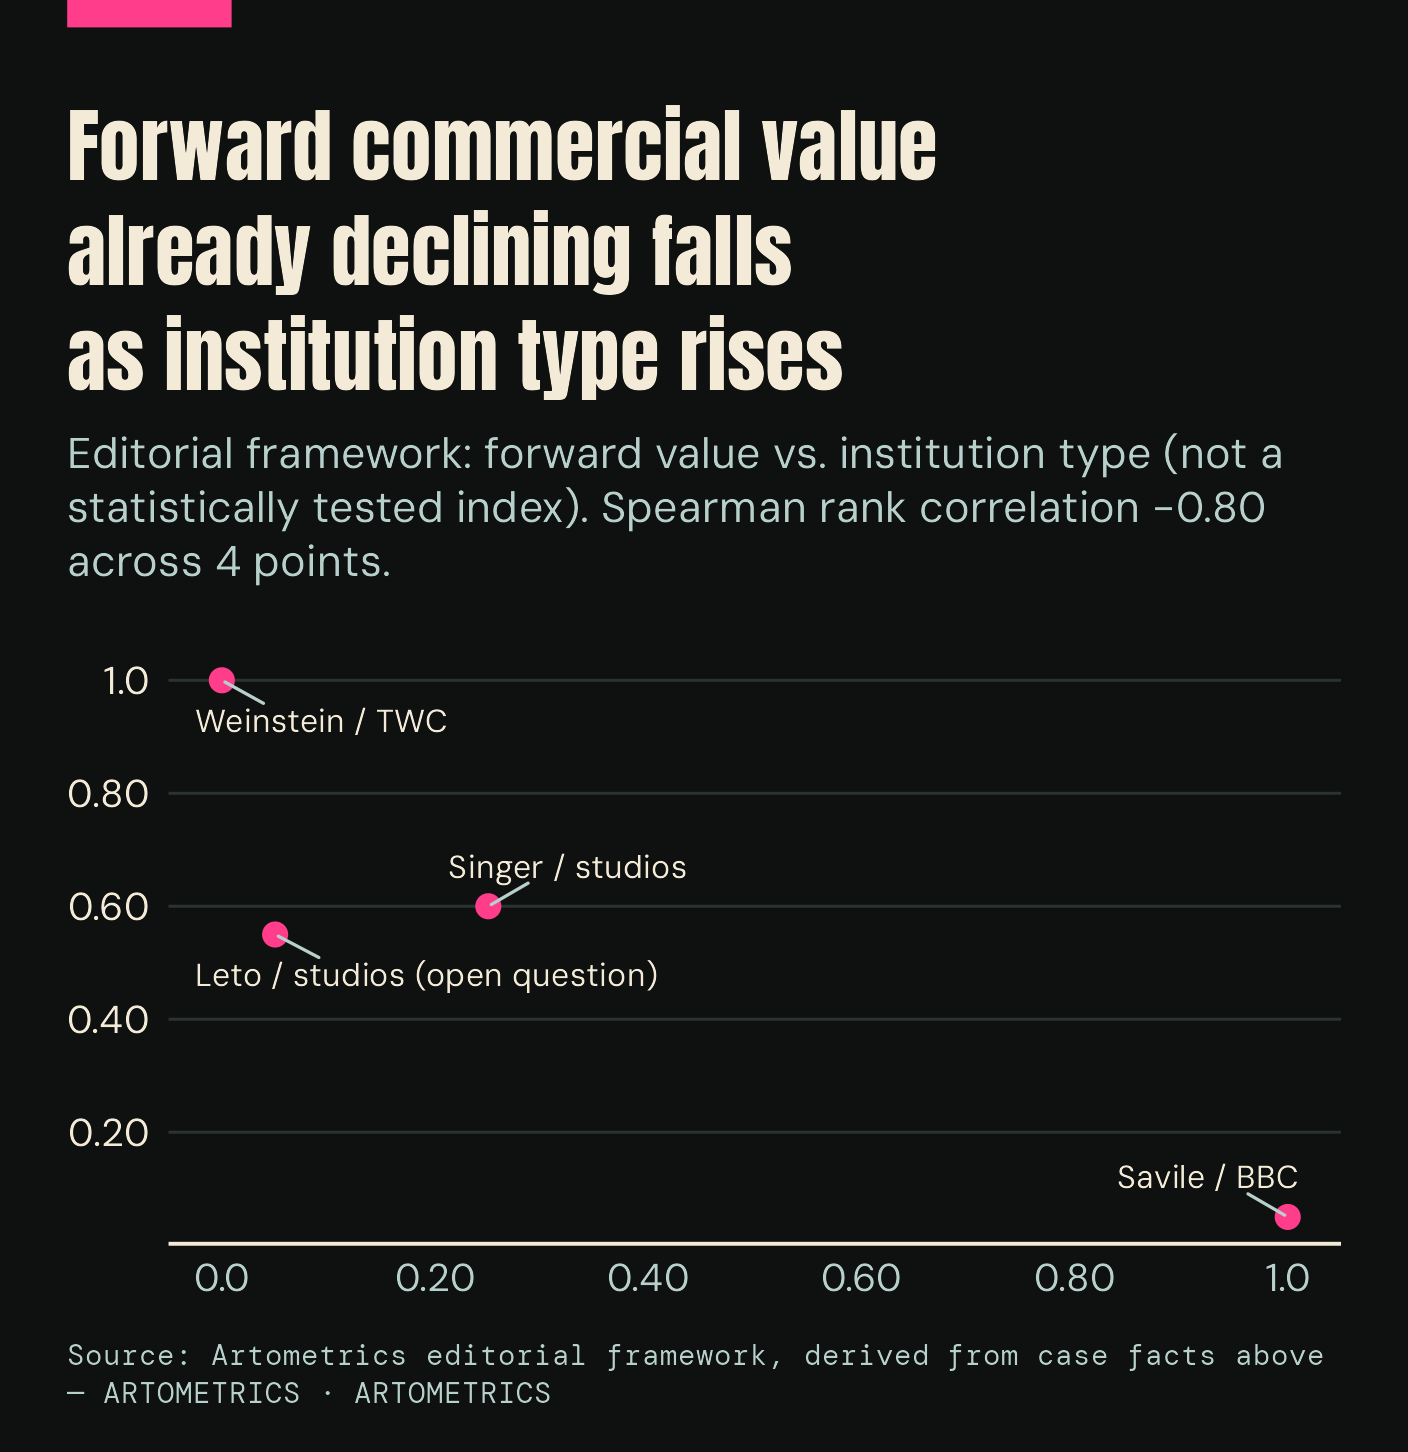 Forward commercial value
already declining falls
as institution type rises
Editorial framework: forward value vs. institution type (not a
statistically tested index). Spearman rank correlation −0.80
across 4 points.
1.0
Weinstein / TWC
0.80
Singer / studios
0.60
Leto / studios (open question)
0.40
0.20
Savile / BBC
0.0 0.20 0.40 0.60 0.80 1.0
Source: Artometrics editorial framework, derived from case facts above
— ARTOMETRICS · ARTOMETRICS